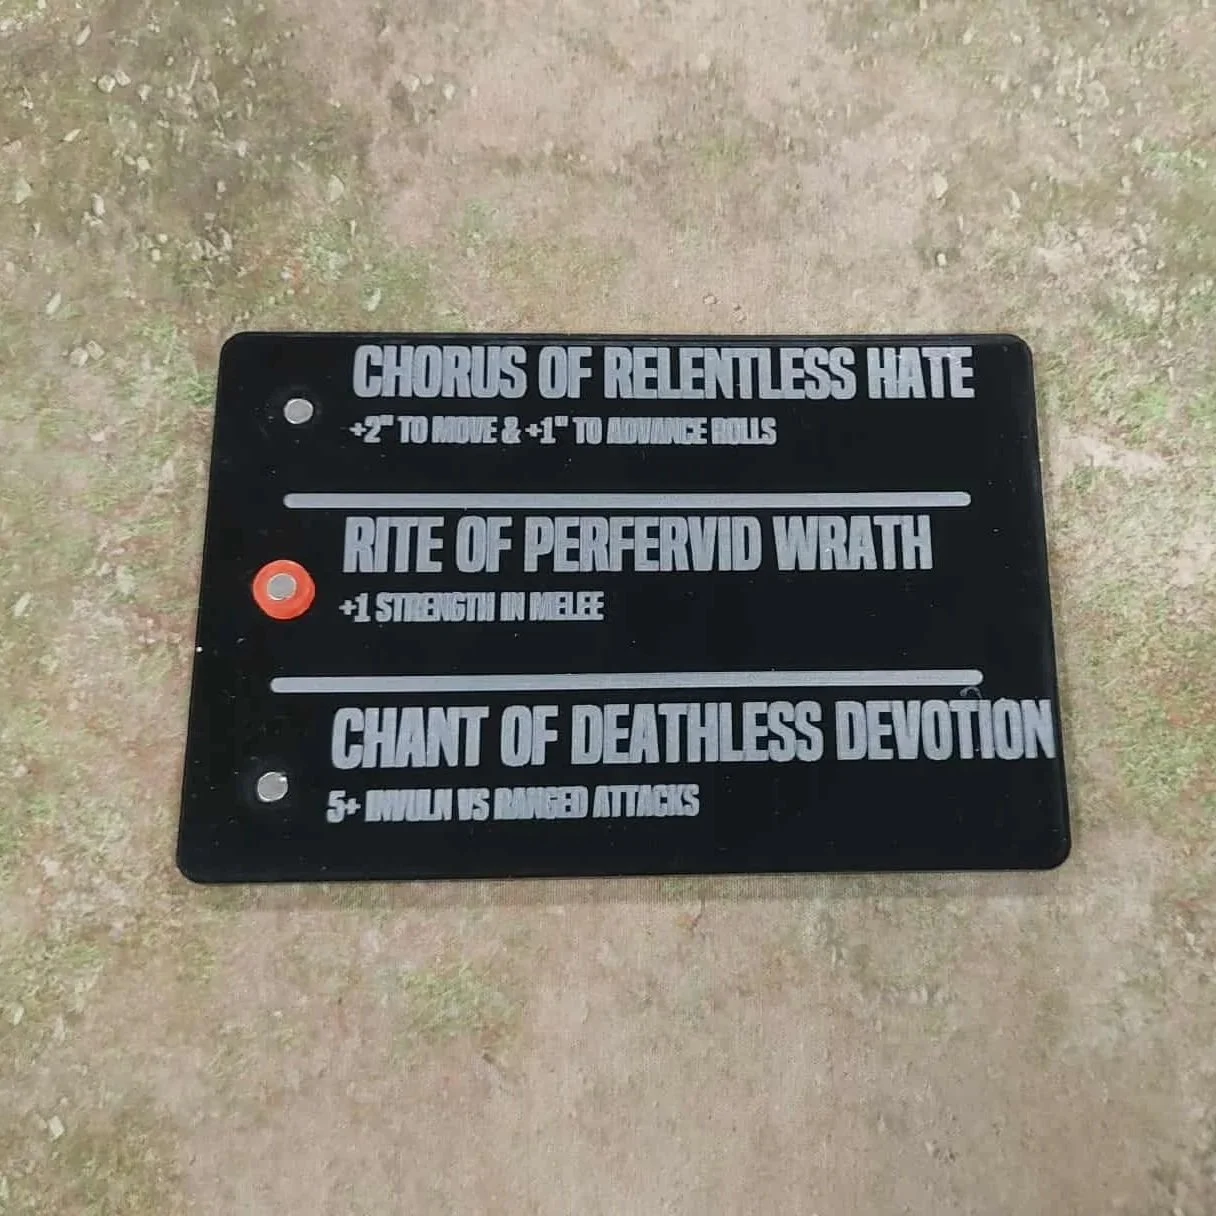 CHORUS OF RELENTLESS HATE
+2" TO MOVE & +1" TO ADVANCE ROLLS
RITE OF PERFERVID WRATH
+1 STRENGTH IN MELEE
CHANT OF DEATHLESS DEVOTION
5+ INVULN VS RANGED ATTACKS